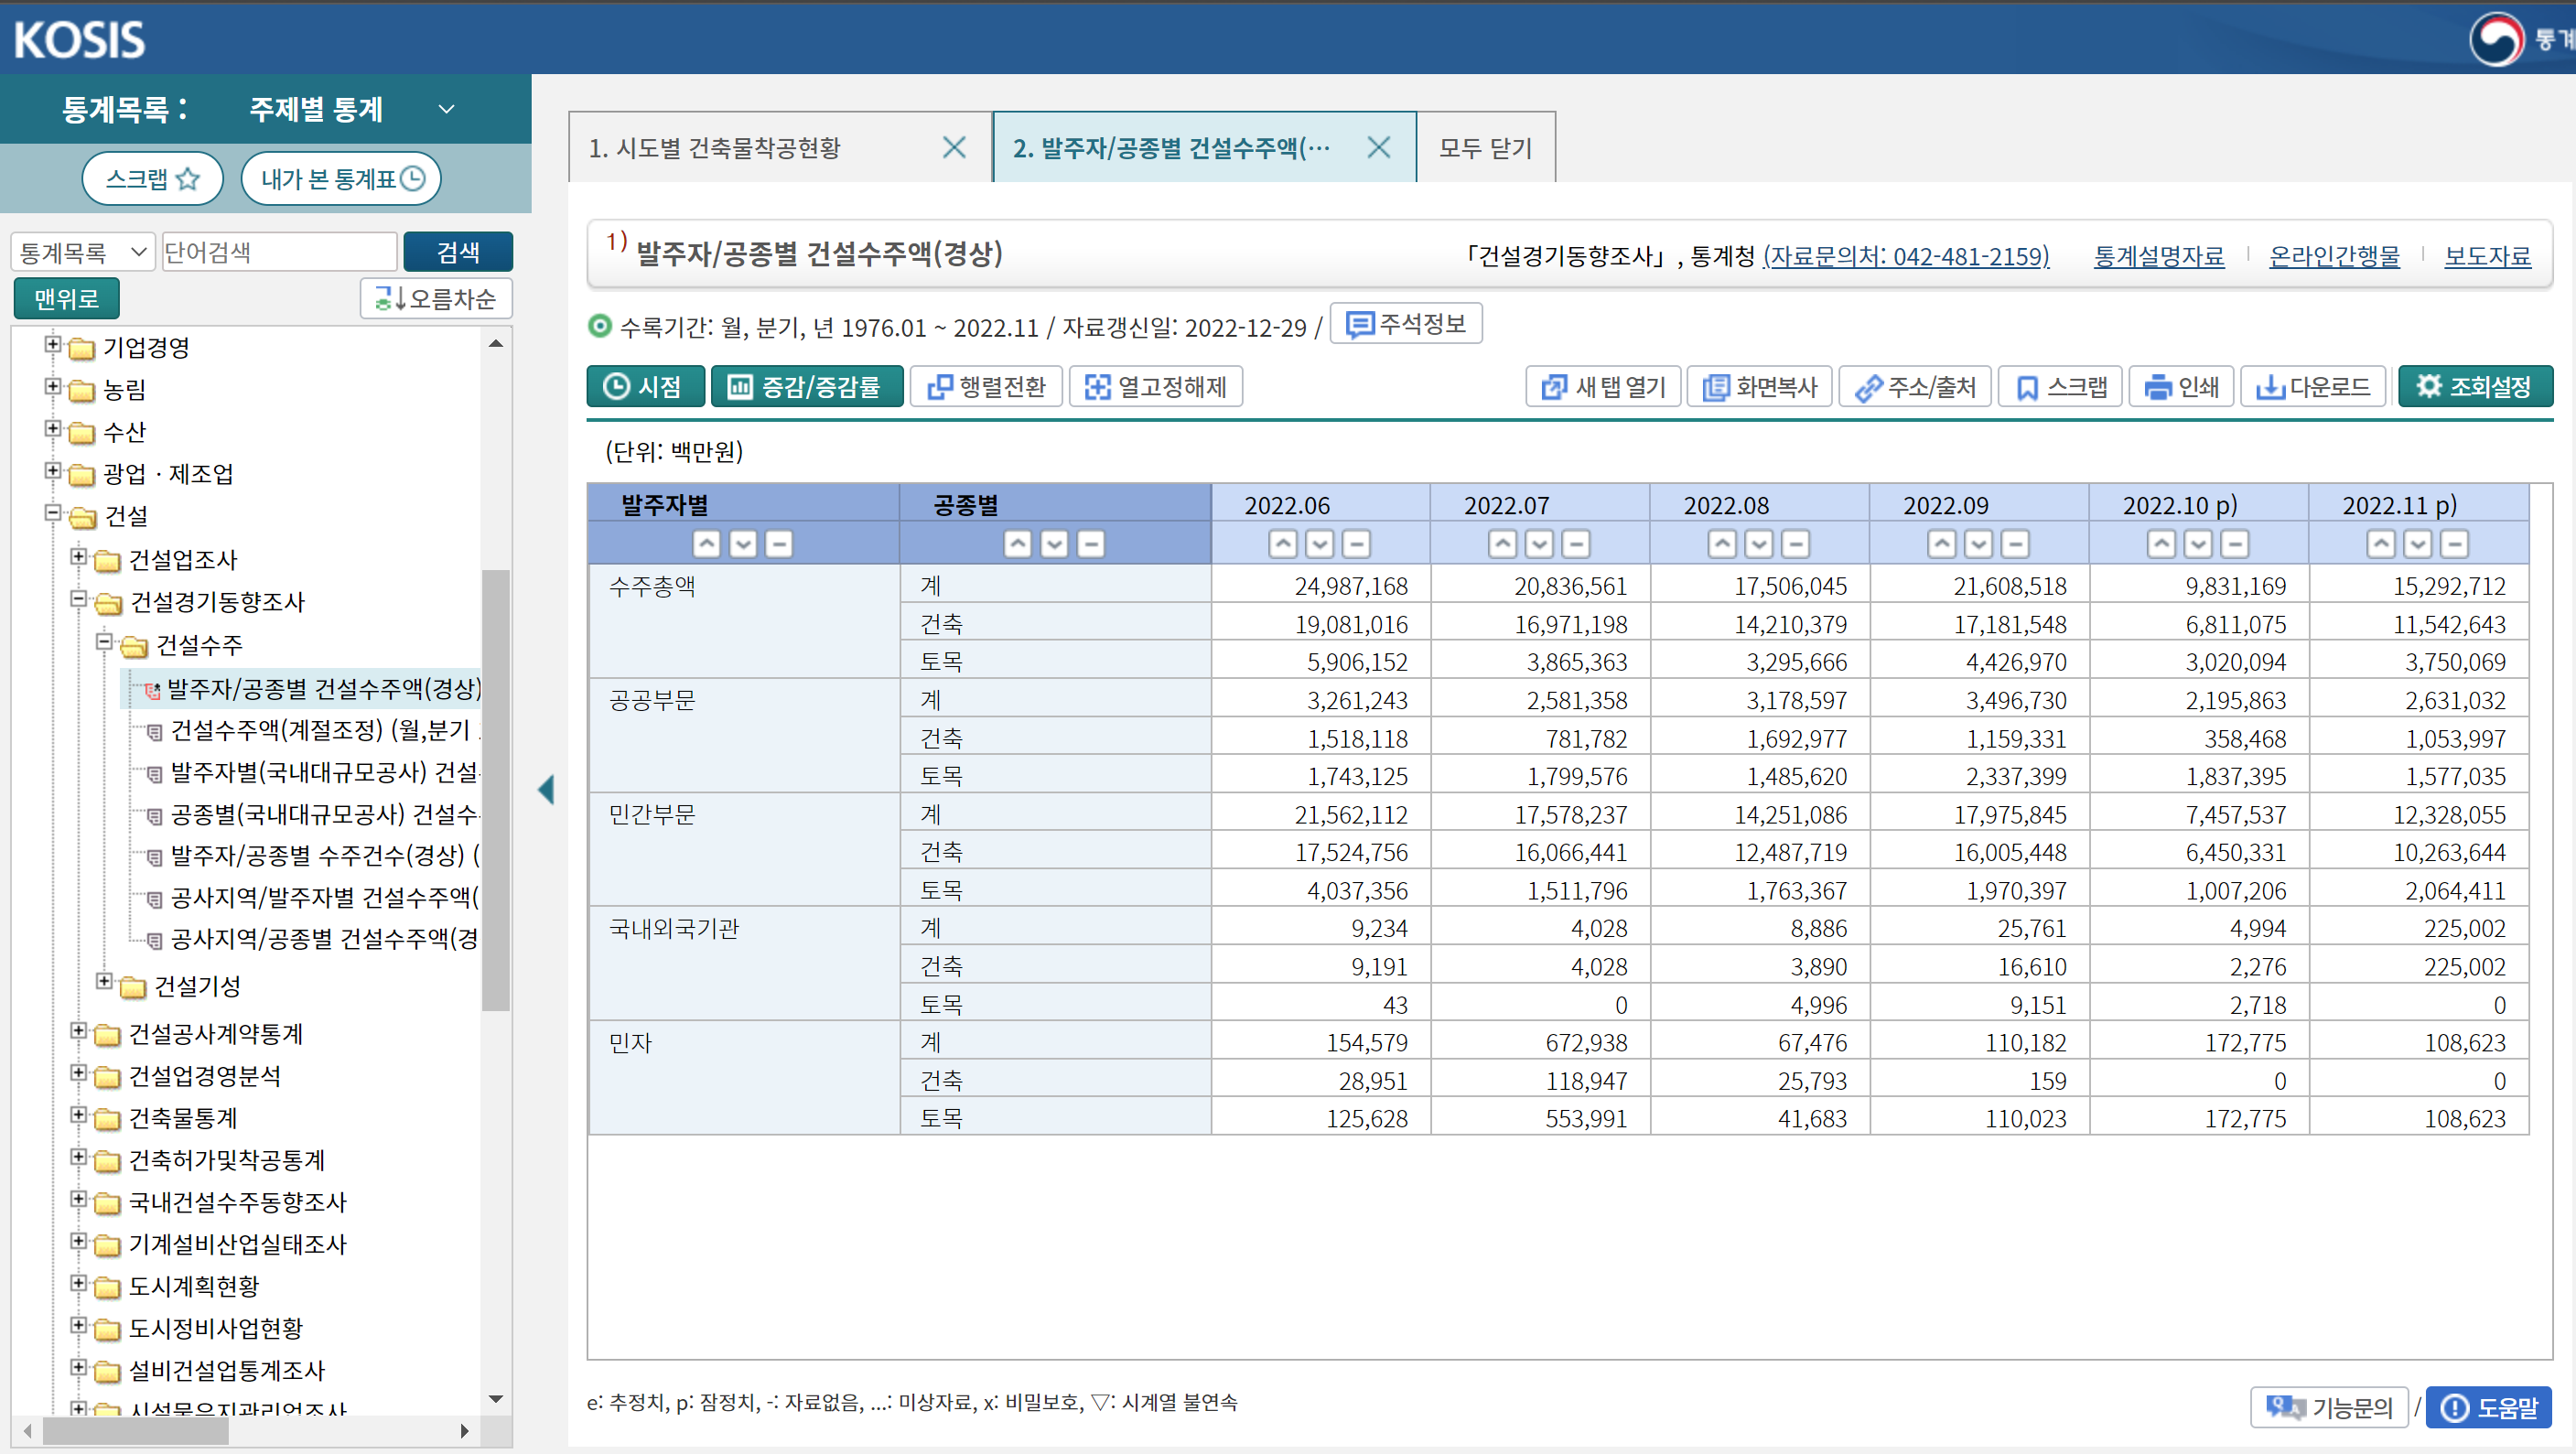 KOSIS
통계목록 : 주제별 통계
스크랩 내가 본 통계표
통계목록 단어검색 검색
맨위로 오름차순
기업경영
농림
수산
광업 · 제조업
건설
건설업조사
건설경기동향조사
건설수주
발주자/공종별 건설수주액(경상)
건설수주액(계절조정) (월,분기
발주자별(국내대규모공사) 건설
공종별(국내대규모공사) 건설수
발주자/공종별 수주건수(경상) (
공사지역/발주자별 건설수주액(
공사지역/공종별 건설수주액(경
건설기성
건설공사계약통계
건설업경영분석
건축물통계
건축허가및착공통계
국내건설수주동향조사
기계설비산업실태조사
도시계획현황
도시정비사업현황
설비건설업통계조사
시설물유지관리업조사
1. 시도별 건축물착공현황 2. 발주자/공종별 건설수주액(… 모두 닫기
1) 발주자/공종별 건설수주액(경상) 「건설경기동향조사」, 통계청 (자료문의처: 042-481-2159) 통계설명자료 온라인간행물 보도자료
수록기간: 월, 분기, 년 1976.01 ~ 2022.11 / 자료갱신일: 2022-12-29 / 주석정보
시점 증감/증감률 행렬전환 열고정해제 새 탭 열기 화면복사 주소/출처 스크랩 인쇄 다운로드 조회설정
(단위: 백만원)
발주자별 공종별 2022.06 2022.07 2022.08 2022.09 2022.10 p) 2022.11 p)
수주총액 계 24,987,168 20,836,561 17,506,045 21,608,518 9,831,169 15,292,712
건축 19,081,016 16,971,198 14,210,379 17,181,548 6,811,075 11,542,643
토목 5,906,152 3,865,363 3,295,666 4,426,970 3,020,094 3,750,069
공공부문 계 3,261,243 2,581,358 3,178,597 3,496,730 2,195,863 2,631,032
건축 1,518,118 781,782 1,692,977 1,159,331 358,468 1,053,997
토목 1,743,125 1,799,576 1,485,620 2,337,399 1,837,395 1,577,035
민간부문 계 21,562,112 17,578,237 14,251,086 17,975,845 7,457,537 12,328,055
건축 17,524,756 16,066,441 12,487,719 16,005,448 6,450,331 10,263,644
토목 4,037,356 1,511,796 1,763,367 1,970,397 1,007,206 2,064,411
국내외국기관 계 9,234 4,028 8,886 25,761 4,994 225,002
건축 9,191 4,028 3,890 16,610 2,276 225,002
토목 43 0 4,996 9,151 2,718 0
민자 계 154,579 672,938 67,476 110,182 172,775 108,623
건축 28,951 118,947 25,793 159 0 0
토목 125,628 553,991 41,683 110,023 172,775 108,623
e: 추정치, p: 잠정치, -: 자료없음, ...: 미상자료, x: 비밀보호, ▽: 시계열 불연속
기능문의 / 도움말